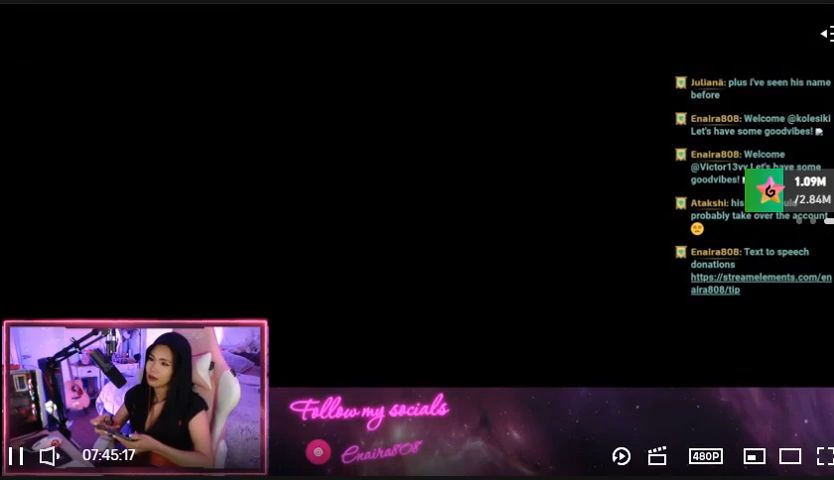 Julianä: plus i've seen his name
before
Enaira808: Welcome @kolesiki
Let's have some goodvibes!
Enaira808: Welcome
@Victor13vv Let's have some
goodvibes!
1.09M
/2.84M
Atakshi: his
probably take over the account
Enaira808: Text to speech
donations
https://streamelements.com/en
aira808/tip
Follow my socials
Enaira808
07:45:17
480P